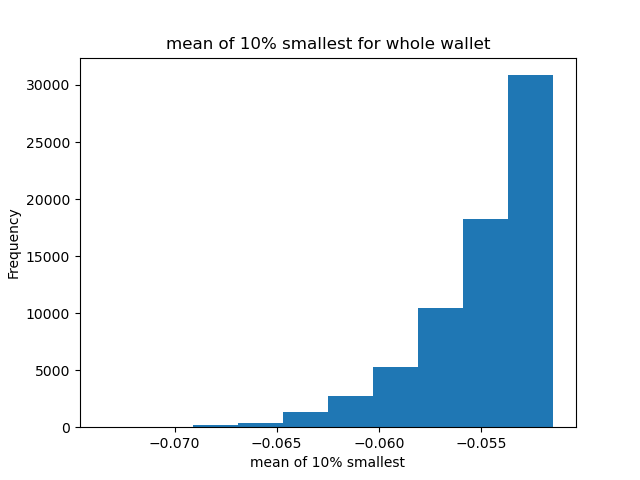 mean of 10% smallest for whole wallet
30000
25000
20000
15000
10000
5000
0
Frequency
−0.070 −0.065 −0.060 −0.055
mean of 10% smallest